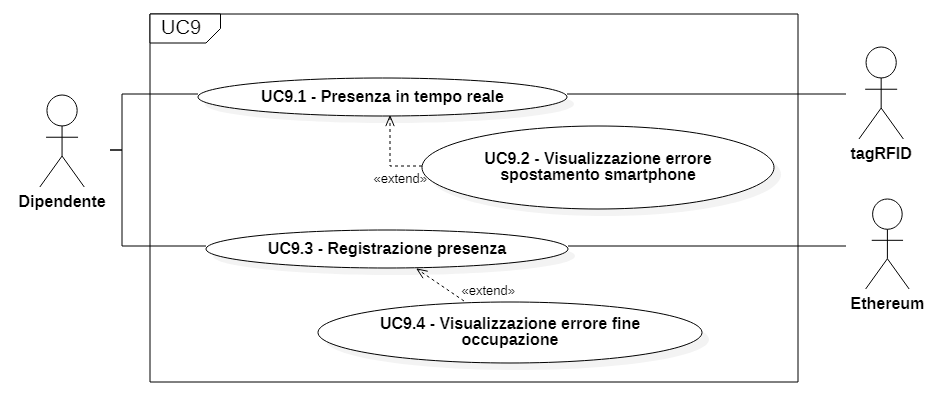 UC9
UC9.1 - Presenza in tempo reale
tagRFID
UC9.2 - Visualizzazione errore
spostamento smartphone
«extend»
Dipendente
UC9.3 - Registrazione presenza
Ethereum
«extend»
UC9.4 - Visualizzazione errore fine
occupazione